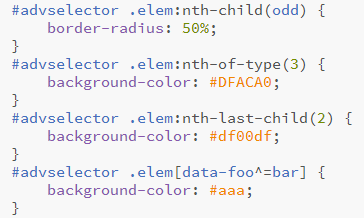 #advselector .elem:nth-child(odd) {
    border-radius: 50%;
}
#advselector .elem:nth-of-type(3) {
    background-color: #DFACA0;
}
#advselector .elem:nth-last-child(2) {
    background-color: #df00df;
}
#advselector .elem[data-foo^=bar] {
    background-color: #aaa;
}